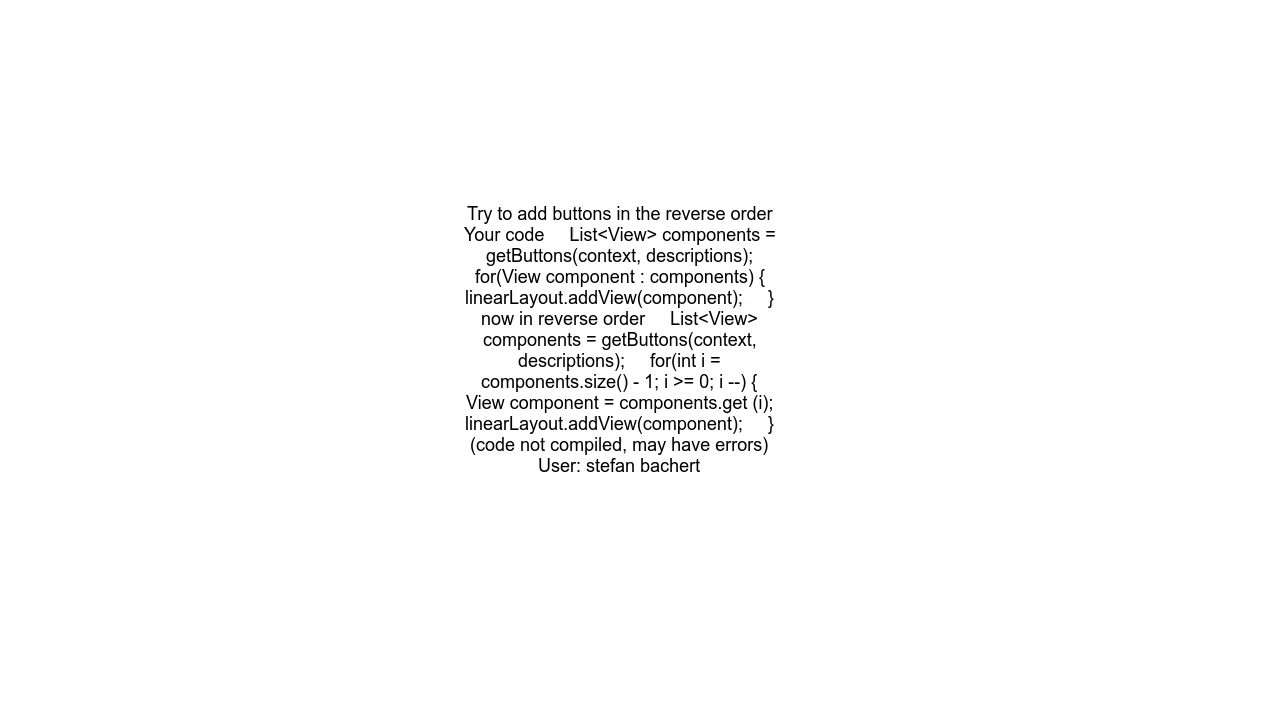 Try to add buttons in the reverse order
Your code     List<View> components =
getButtons(context, descriptions);
for(View component : components) {
linearLayout.addView(component);     }
now in reverse order     List<View>
components = getButtons(context,
descriptions);     for(int i =
components.size() - 1; i >= 0; i --) {
View component = components.get (i);
linearLayout.addView(component);     }
(code not compiled, may have errors)
User: stefan bachert